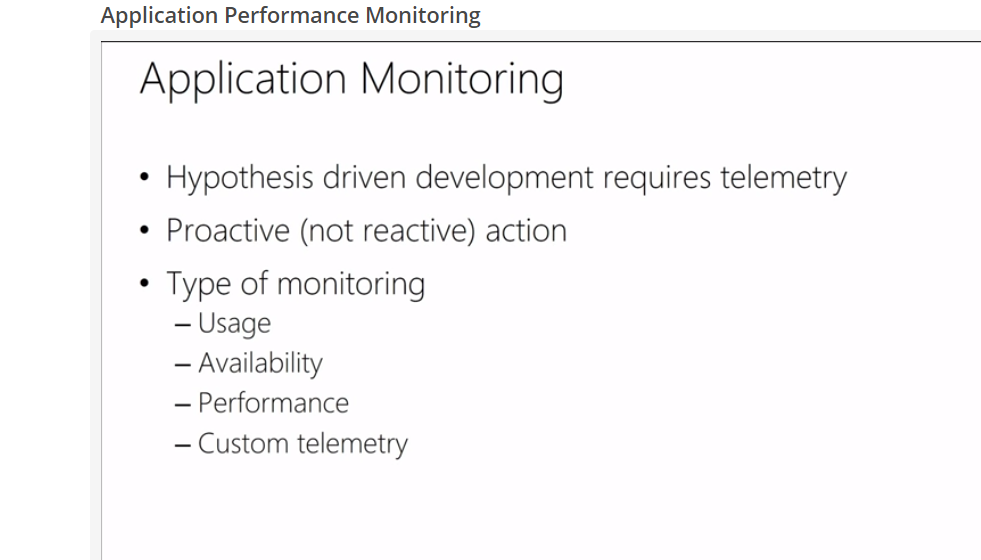 Application Performance Monitoring
Application Monitoring
• Hypothesis driven development requires telemetry
• Proactive (not reactive) action
• Type of monitoring
– Usage
– Availability
– Performance
– Custom telemetry